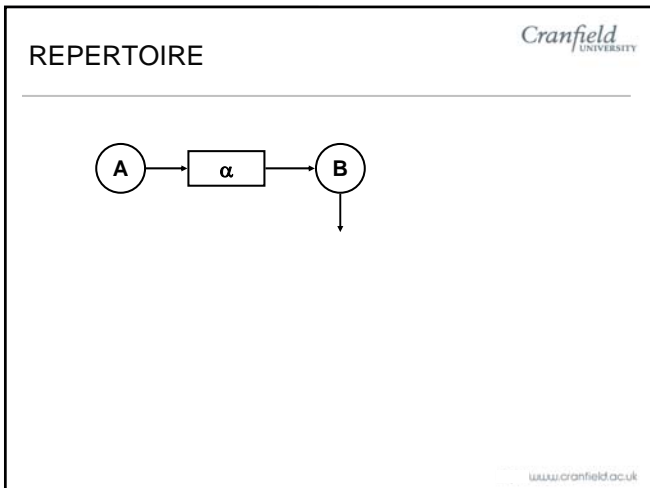 REPERTOIRE
Cranfield
UNIVERSITY
A α B
www.cranfield.ac.uk